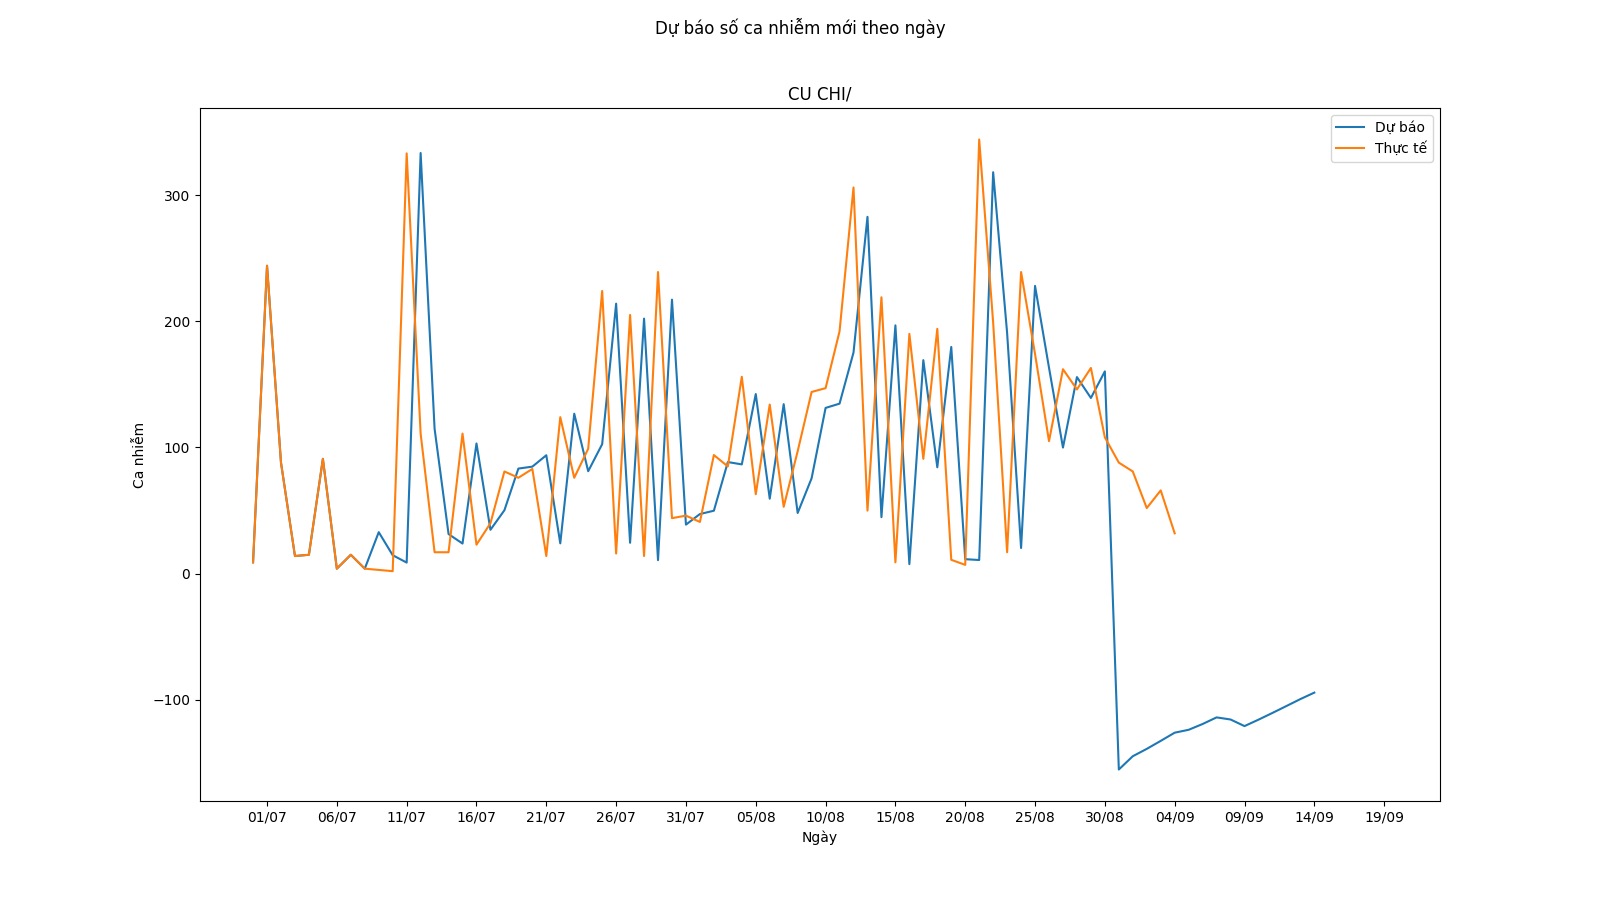 Dự báo số ca nhiễm mới theo ngày
CU CHI/
Dự báo
Thực tế
300
200
100
0
−100
Ca nhiễm
01/07 06/07 11/07 16/07 21/07 26/07 31/07 05/08 10/08 15/08 20/08 25/08 30/08 04/09 09/09 14/09 19/09
Ngày